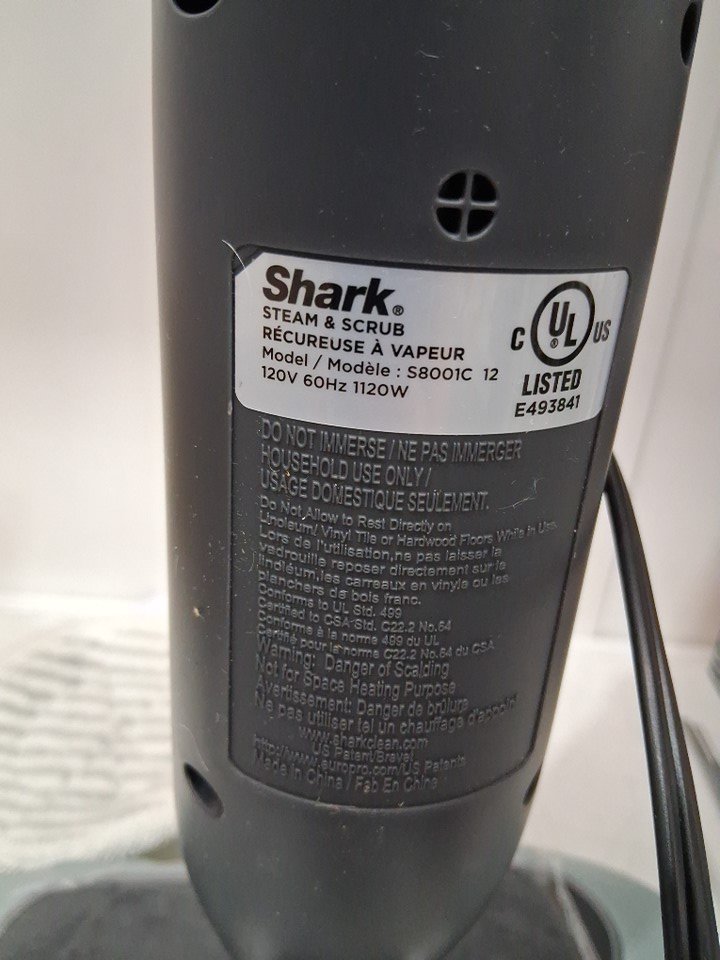 Shark®
STEAM & SCRUB
RÉCUREUSE À VAPEUR
Model / Modèle : S8001C 12
120V 60Hz 1120W
C UL ® US
LISTED
E493841
DO NOT IMMERSE / NE PAS IMMERGER
HOUSEHOLD USE ONLY /
USAGE DOMESTIQUE SEULEMENT.
Do Not Allow to Rest Directly on
Linoleum/ Vinyl Tile or Hardwood Floors While in Use.
Lors de l'utilisation,ne pas laisser la
vadrouille reposer directement sur le
linoléum,les carreaux en vinyle ou les
planchers de bois franc.
Conforms to UL Std. 499
Certified to CSA Std. C22.2 No.64
Conforme à la norme 499 du UL
Certifié pour la norme C22.2 No.64 du CSA
Warning: Danger of Scalding
Not for Space Heating Purpose
Avertissement: Danger de brûlure
Ne pas utiliser tel un chauffage d'appoint
www.sharkclean.com
US Patent/Brevet
http://www.europro.com/US Patents
Made in China / Fab En Chine